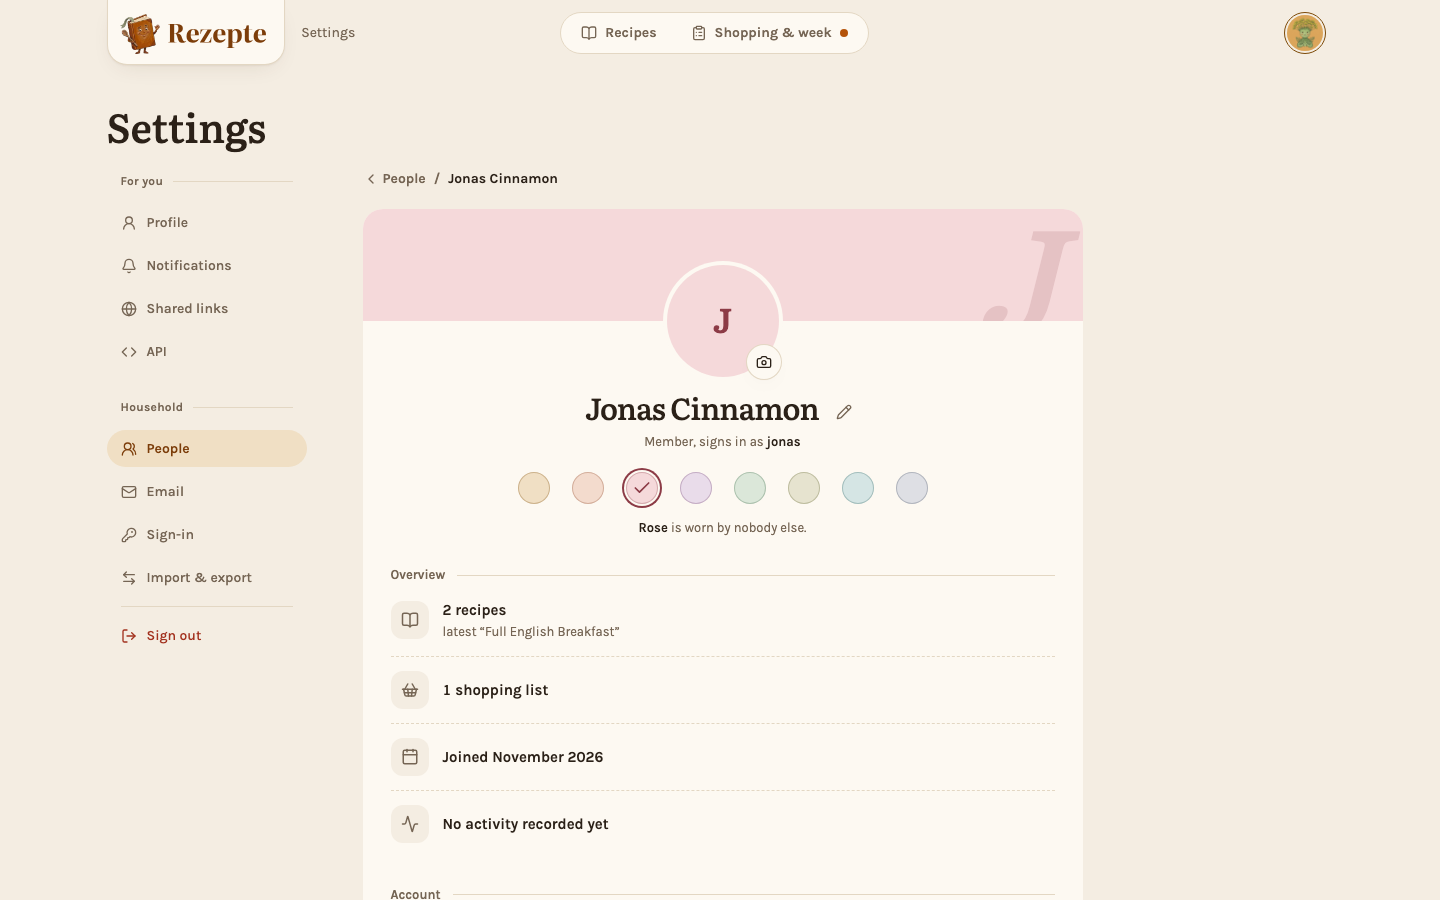 Rezepte
Settings
Recipes
Shopping & week
Settings
For you
Profile
Notifications
Shared links
API
Household
People
Email
Sign-in
Import & export
Sign out
People / Jonas Cinnamon
J
J
Jonas Cinnamon
Member, signs in as jonas
Rose is worn by nobody else.
Overview
2 recipes
latest “Full English Breakfast”
1 shopping list
Joined November 2026
No activity recorded yet
Account